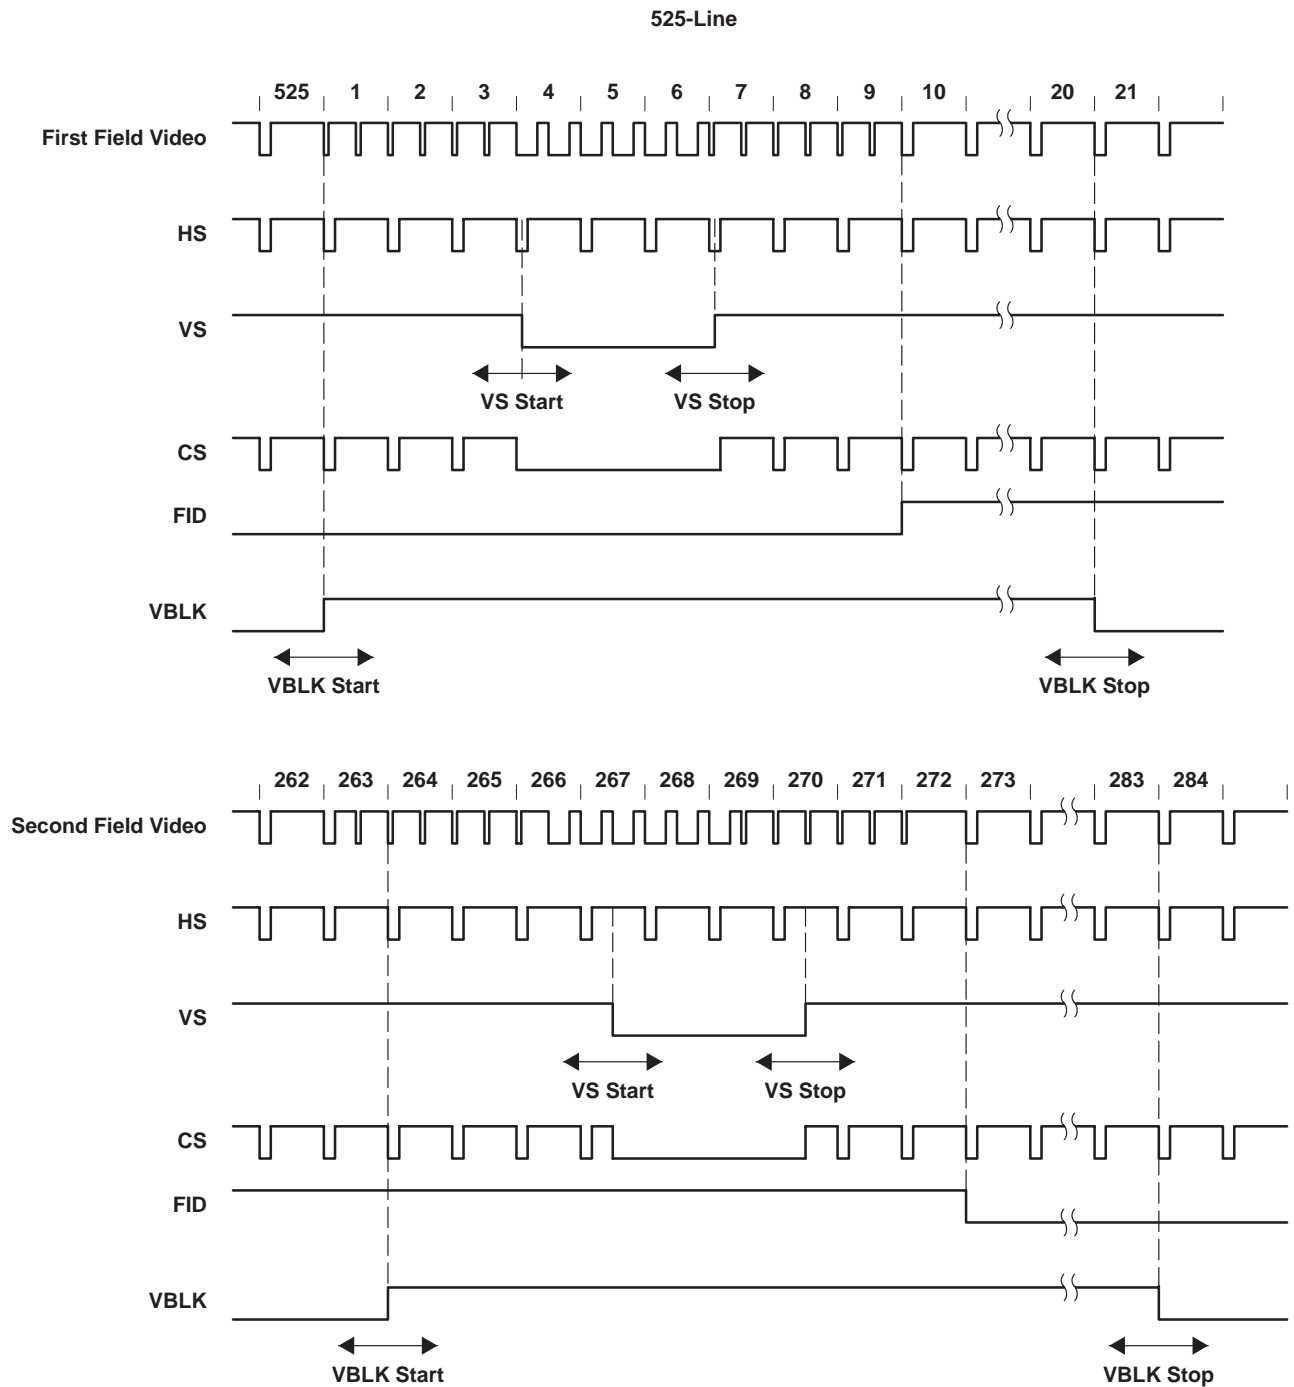 525-Line
525 1 2 3 4 5 6 7 8 9 10 20 21
First Field Video
HS
VS
VS Start VS Stop
CS
FID
VBLK
VBLK Start VBLK Stop
262 263 264 265 266 267 268 269 270 271 272 273 283 284
Second Field Video
HS
VS
VS Start VS Stop
CS
FID
VBLK
VBLK Start VBLK Stop